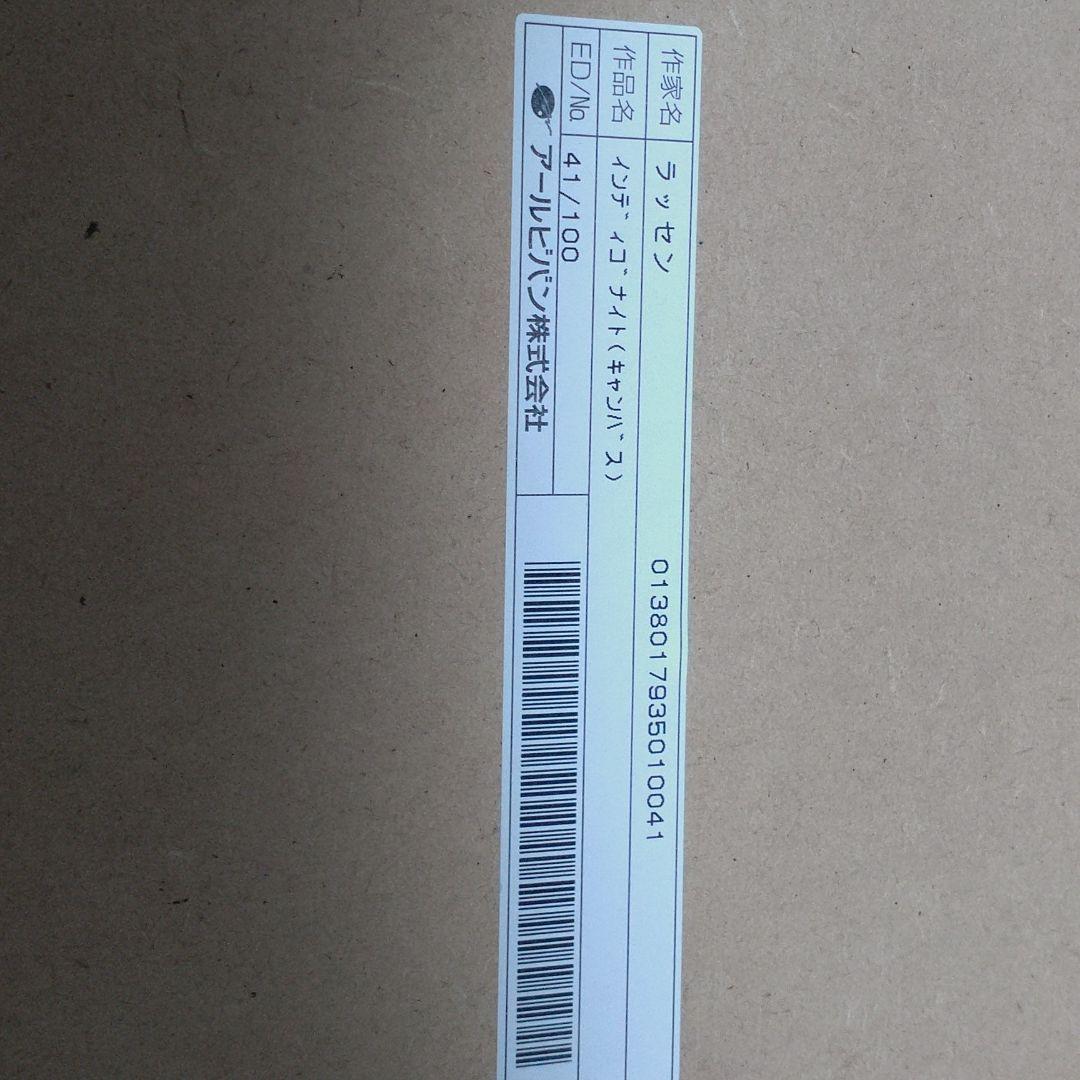 作家名 ラッセン 0138017935010041
作品名 インディゴナイト(キャンバス)
ED/No. 41/100
アールビバン株式会社